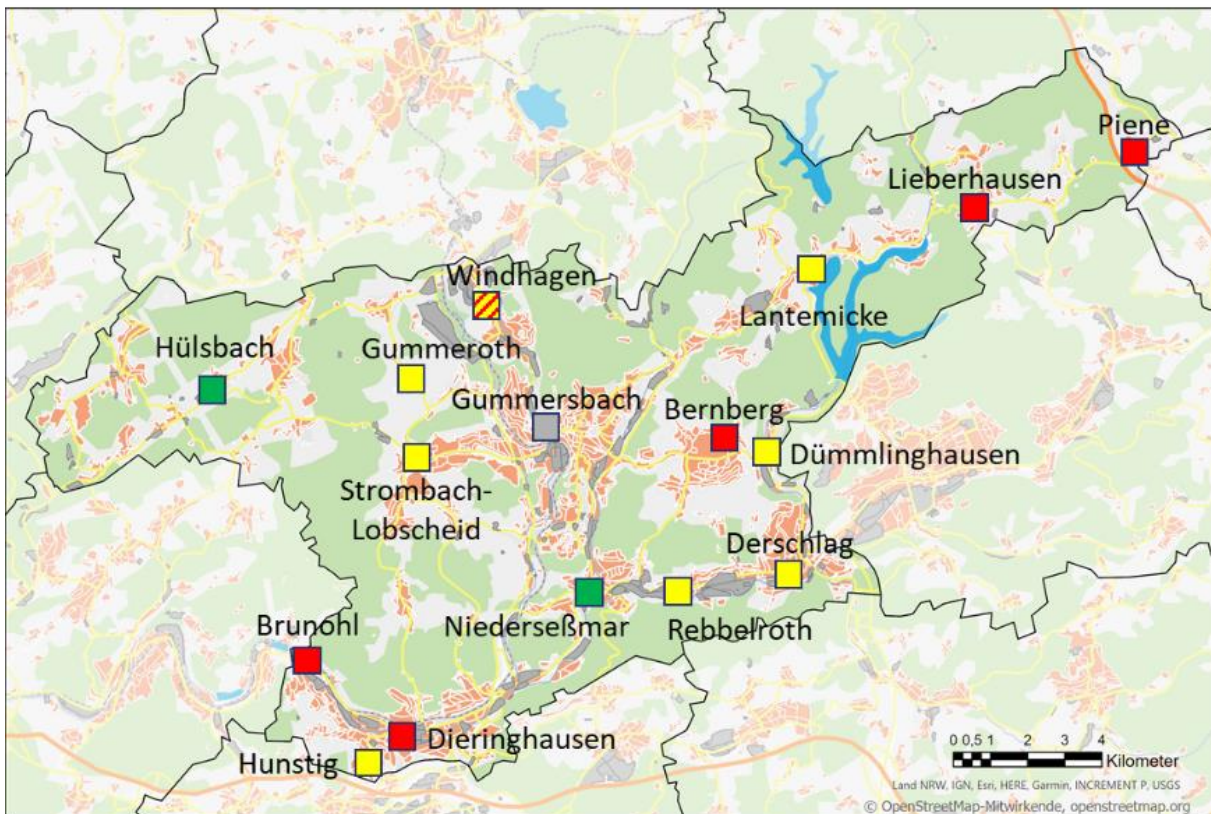 Piene
Lieberhausen
Windhagen
Lantemicke
Hülsbach
Gummeroth
Gummersbach
Bernberg
Dümmlinghausen
Strombach-
Lobscheid
Derschlag
Brunohl
Niederseßmar
Rebbelroth
Dieringhausen
Hunstig
0 0,5 1 2 3 4
Kilometer
Land NRW, IGN, Esri, HERE, Garmin, INCREMENT P, USGS
© OpenStreetMap-Mitwirkende, openstreetmap.org